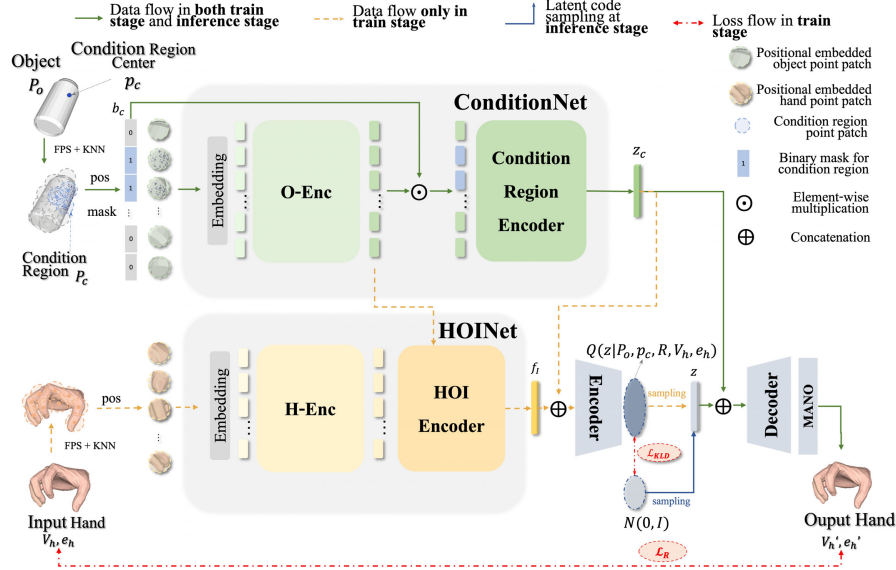 Data flow in both train
stage and inference stage
Data flow only in
train stage
Latent code
sampling at
inference stage
Loss flow in train
stage
Object
P_o
Condition Region
Center
p_c
b_c
ConditionNet
Positional embedded
object point patch
Positional embedded
hand point patch
Condition region
point patch
1
Binary mask for
condition region
Element-wise
multiplication
Concatenation
FPS + KNN
pos
mask
0
1
1
...
0
0
Embedding
O-Enc
Condition
Region
Encoder
z_c
Condition
Region P_c
HOINet
pos
FPS + KNN
Embedding
H-Enc
HOI
Encoder
f_I
Encoder
Q(z|P_o, p_c, R, V_h, e_h)
sampling
z
Decoder
MANO
ℒ_KLD
sampling
N(0, I)
Input Hand
V_h, e_h
Ouput Hand
V_h', e_h'
ℒ_R